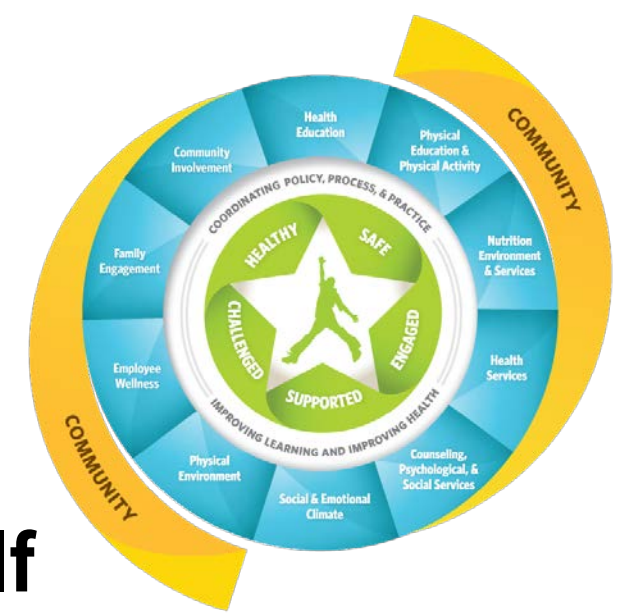 COMMUNITY
Health
Education
Physical
Education &
Physical Activity
Nutrition
Environment
& Services
Health
Services
Counseling,
Psychological, &
Social Services
Social & Emotional
Climate
Physical
Environment
Employee
Wellness
Family
Engagement
Community
Involvement
COORDINATING POLICY, PROCESS, & PRACTICE
IMPROVING LEARNING AND IMPROVING HEALTH
HEALTHY
SAFE
ENGAGED
SUPPORTED
CHALLENGED
COMMUNITY
lf